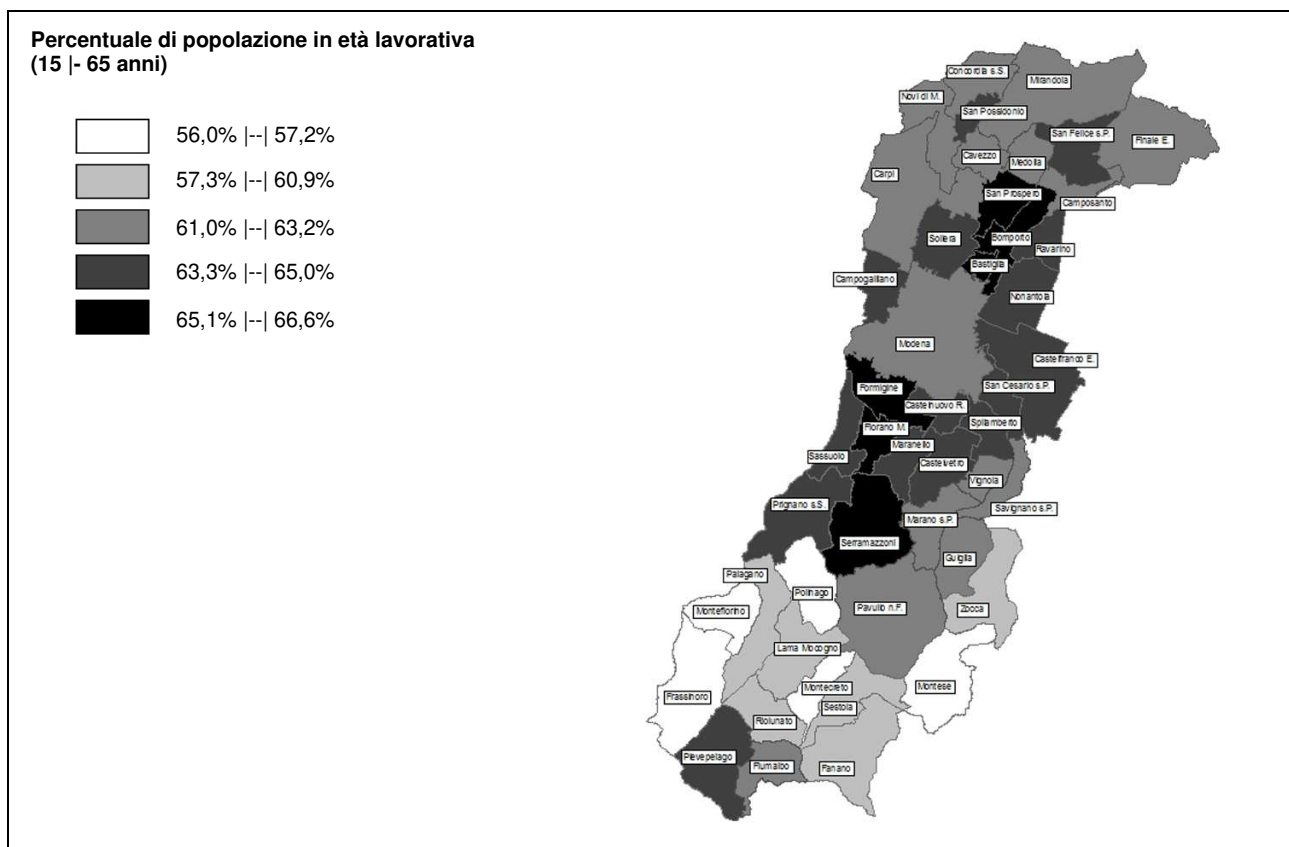 Percentuale di popolazione in età lavorativa
(15 |- 65 anni)
56,0% |--| 57,2%
57,3% |--| 60,9%
61,0% |--| 63,2%
63,3% |--| 65,0%
65,1% |--| 66,6%
Concordia s.S.
Mirandola
Novi di M.
San Possidonio
San Felice s.P.
Finale E.
Cavezzo
Medolla
Carpi
San Prospero
Camposanto
Soliera
Bomporto
Ravarino
Bastiglia
Campogalliano
Nonantola
Modena
Castelfranco E.
Formigine
San Cesario s.P.
Castelnuovo R.
Spilamberto
Fiorano M.
Maranello
Sassuolo
Castelvetro
Vignola
Prignano s.S.
Savignano s.P.
Marano s.P.
Serramazzoni
Guiglia
Palagano
Polinago
Pavullo n.F.
Zocca
Montefiorino
Lama Mocogno
Montecreto
Montese
Frassinoro
Sestola
Riolunato
Pievepelago
Fiumalbo
Fanano